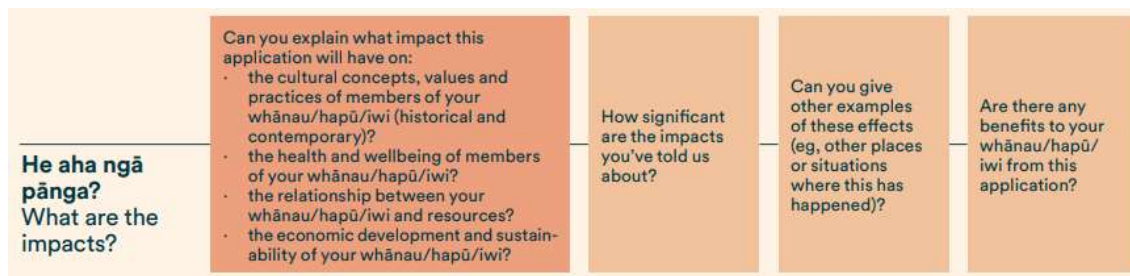 He aha ngā
pānga?
What are the
impacts?
Can you explain what impact this
application will have on:
· the cultural concepts, values and
practices of members of your
whānau/hapū/iwi (historical and
contemporary)?
· the health and wellbeing of members
of your whānau/hapū/iwi?
· the relationship between your
whānau/hapū/iwi and resources?
· the economic development and sustain-
ability of your whānau/hapū/iwi?
How significant
are the impacts
you’ve told us
about?
Can you give
other examples
of these effects
(eg, other places
or situations
where this has
happened)?
Are there any
benefits to your
whānau/hapū/
iwi from this
application?